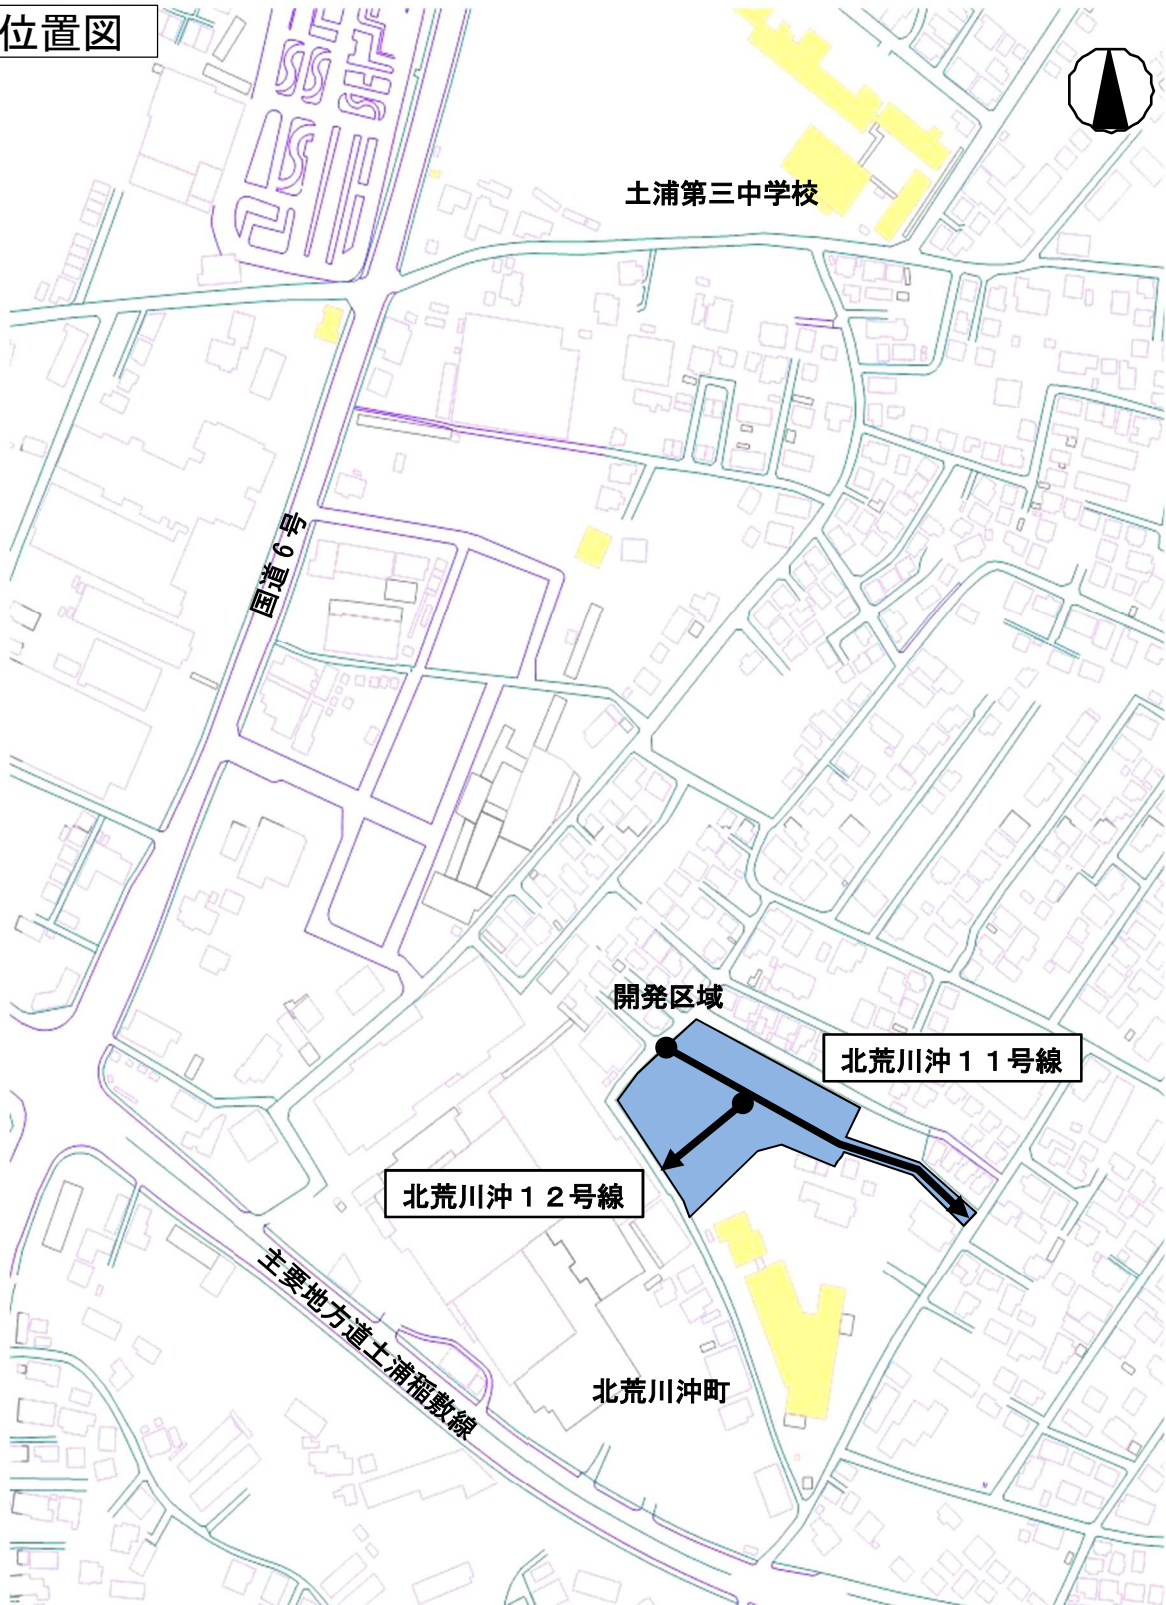 位置図
土浦第三中学校
国道６号
開発区域
北荒川沖１１号線
北荒川沖１２号線
主要地方道土浦稲敷線
北荒川沖町